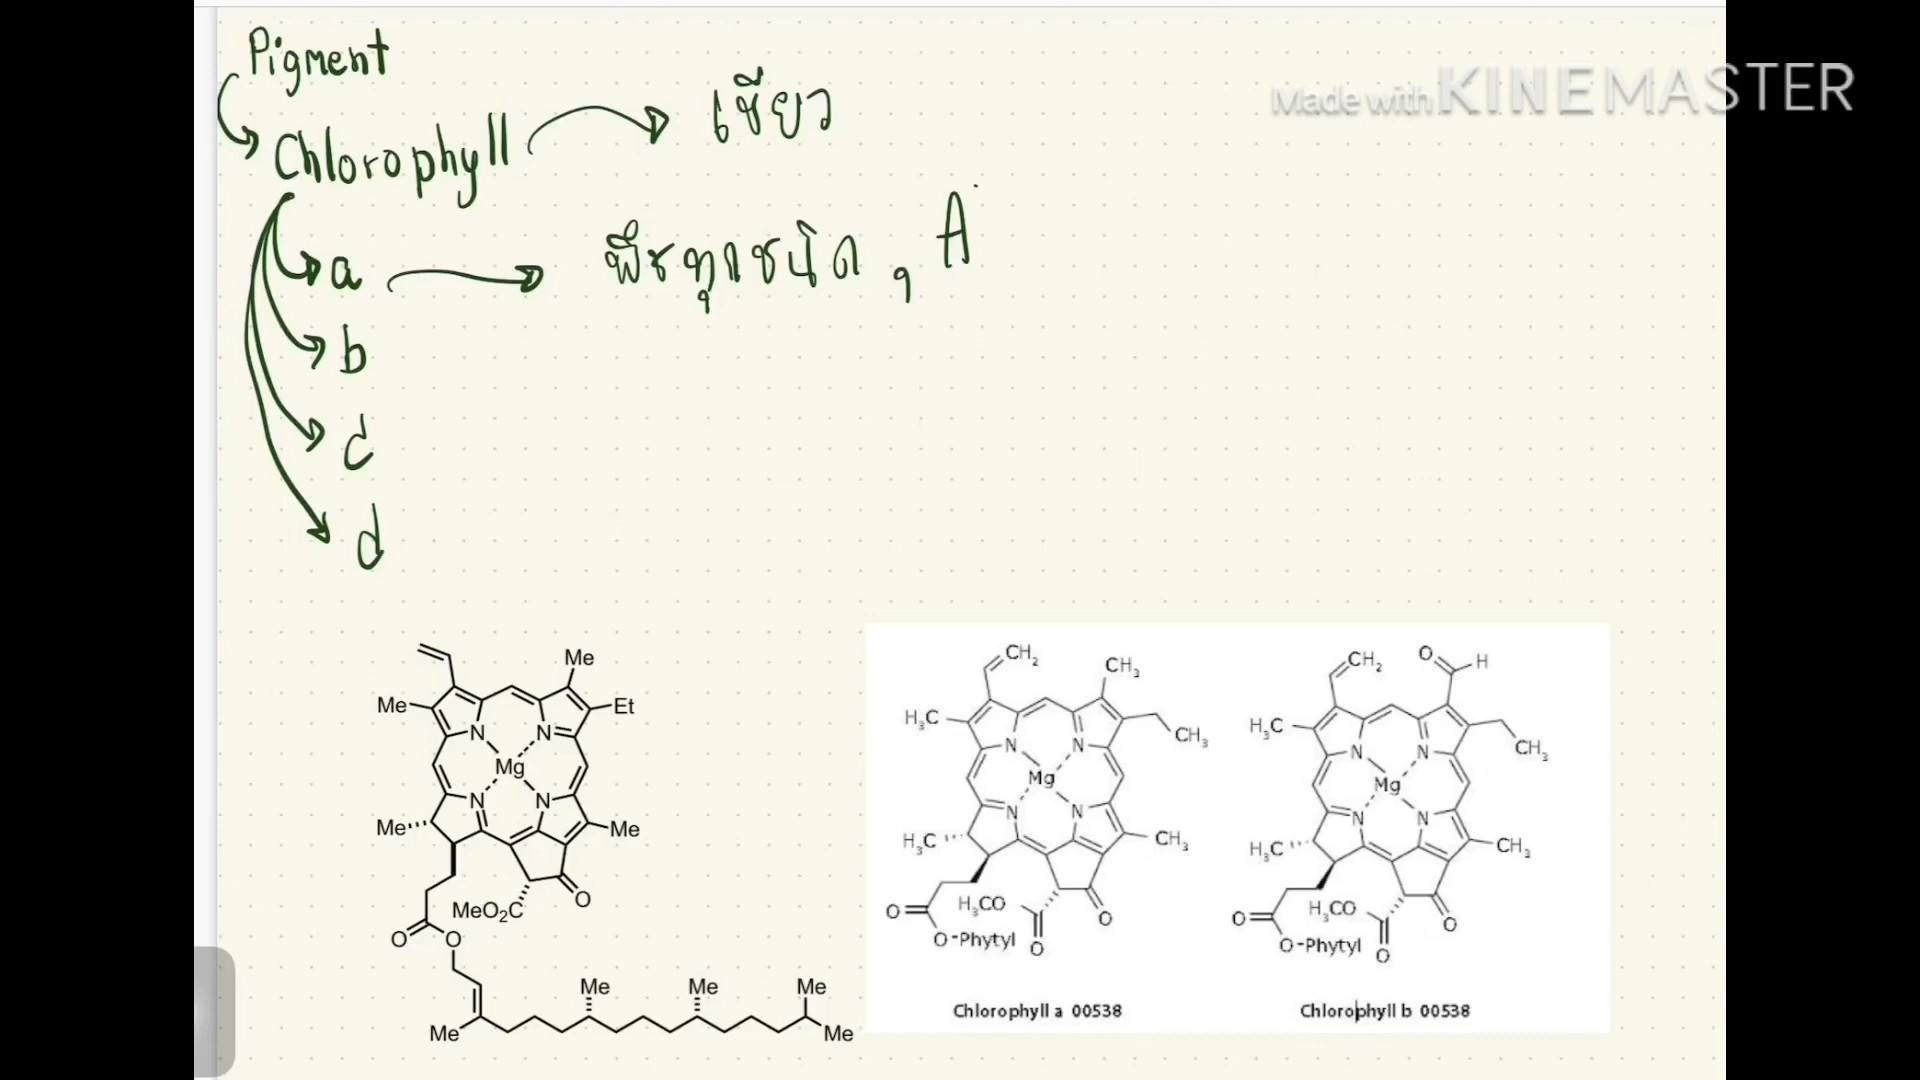 Pigment
Made with KINEMASTER
Chlorophyll เขียว
a พืชทุกชนิด , A
b
c
d
Me
Me Et
N N
Mg
N N
Me Me
MeO2C O
O O
Me Me Me
Me Me
CH2 CH3
H3C CH3
N N
Mg
N N
H3C CH3
O H3CO O
O-Phytyl O
Chlorophyll a 00538
CH2 O H
H3C CH3
N N
Mg
N N
H3C CH3
O H3CO O
O-Phytyl O
Chlorophyll b 00538